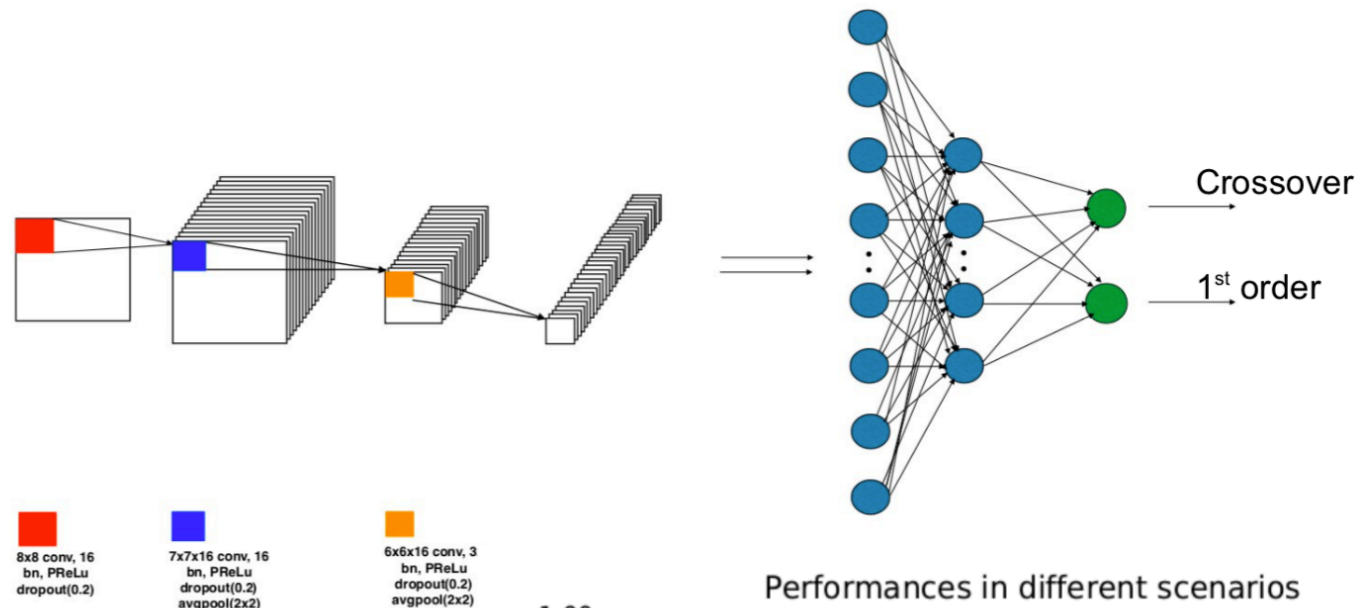 Crossover
1st order
8x8 conv, 16
bn, PReLu
dropout(0.2)
7x7x16 conv, 16
bn, PReLu
dropout(0.2)
avgpool(2x2)
6x6x16 conv, 3
bn, PReLu
dropout(0.2)
avgpool(2x2)
Performances in different scenarios